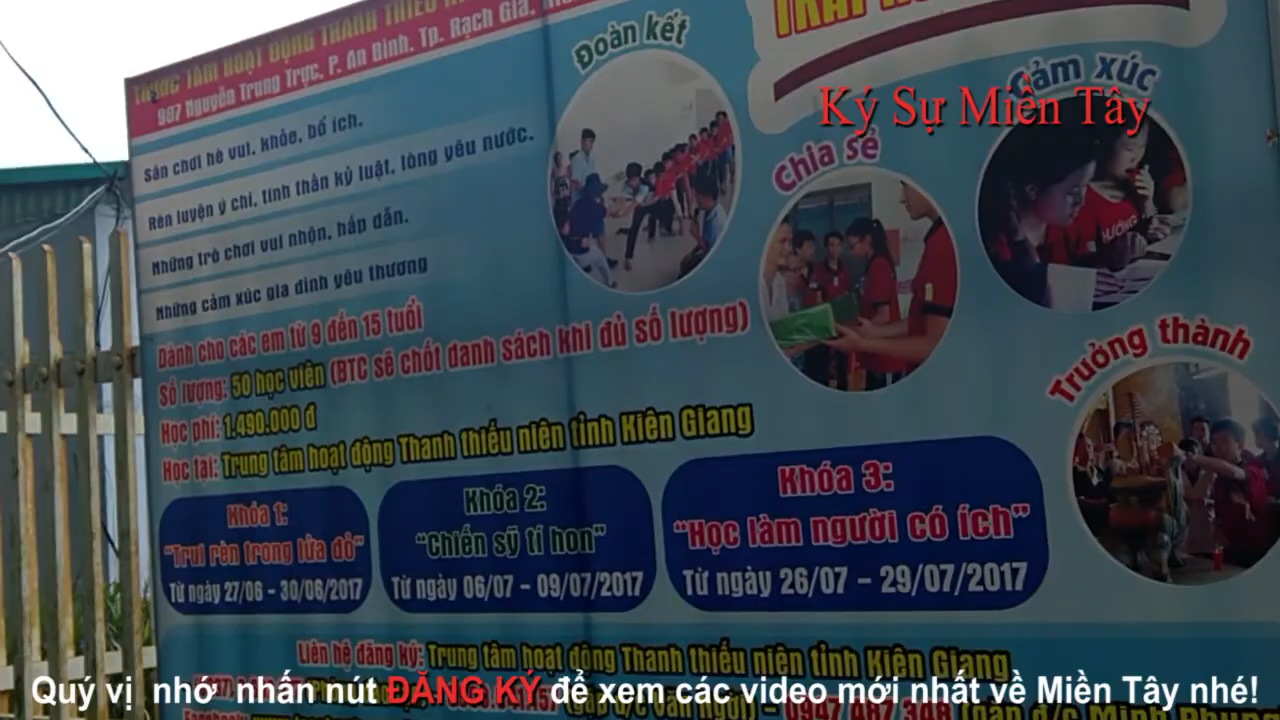 TRUNG TÂM HOẠT ĐỘNG THANH THIẾU
987 Nguyễn Trung Trực, P. An Bình, Tp. Rạch Giá,
Sân chơi hè vui, khỏe, bổ ích.
Rèn luyện ý chí, tinh thần kỷ luật, lòng yêu nước.
Những trò chơi vui nhộn, hấp dẫn.
Những cảm xúc gia đình yêu thương
Đoàn kết
Cảm xúc
Ký Sự Miền Tây
Chia sẻ
HƯƠNG
Trưởng thành
Dành cho các em từ 9 đến 15 tuổi
Số lượng: 50 học viên (BTC sẽ chốt danh sách khi đủ số lượng)
Học phí: 1.490.000 đ
Học tại: Trung tâm hoạt động Thanh thiếu niên tỉnh Kiên Giang
Khóa 1:
“Trui rèn trong lửa đỏ”
Từ ngày 27/06 - 30/06/2017
Khóa 2:
“Chiến sỹ tí hon”
Từ ngày 06/07 - 09/07/2017
Khóa 3:
“Học làm người có ích”
Từ ngày 26/07 - 29/07/2017
Liên hệ đăng ký: Trung tâm hoạt động Thanh thiếu niên tỉnh Kiên Giang
Quý vị nhớ nhấn nút ĐĂNG KÝ để xem các video mới nhất về Miền Tây nhé!